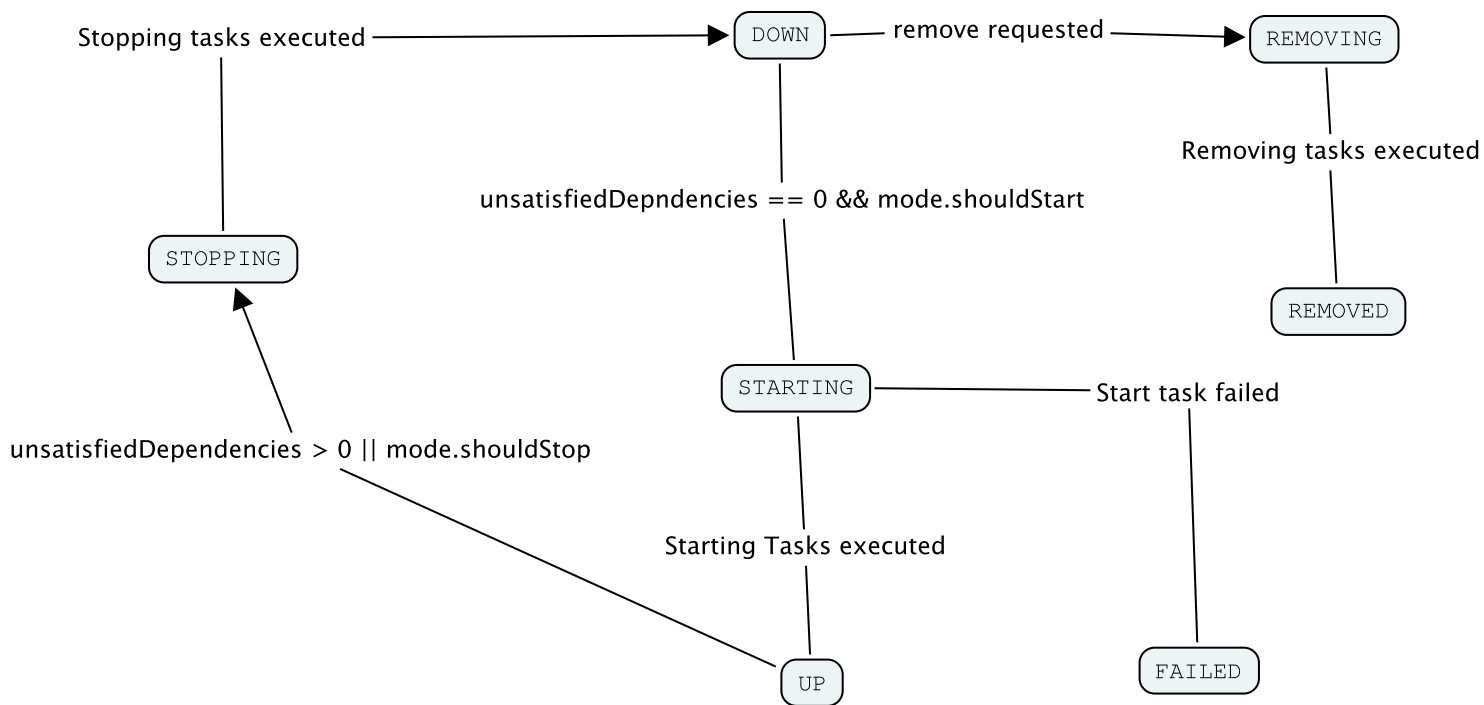 Stopping tasks executed
DOWN
remove requested
REMOVING
Removing tasks executed
unsatisfiedDepndencies == 0 && mode.shouldStart
STOPPING
REMOVED
STARTING
Start task failed
unsatisfiedDependencies > 0 || mode.shouldStop
Starting Tasks executed
FAILED
UP